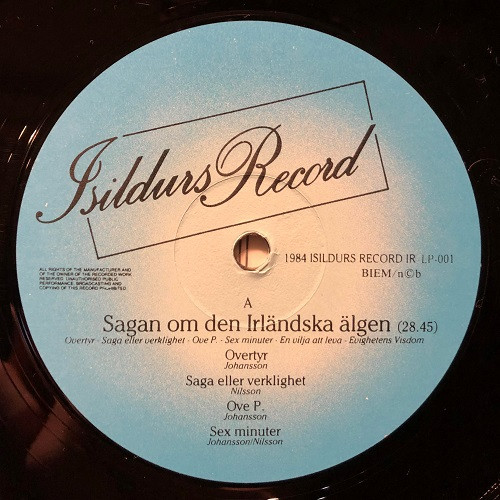 Isildurs Record
1984 ISILDURS RECORD IR-LP-001
BIEM/n©b
ALL RIGHTS OF THE MANUFACTURER AND
OF THE OWNER OF THE RECORDED WORK
RESERVED. UNAUTHORISED PUBLIC
PERFORMANCE, BROADCASTING AND
COPYING OF THIS RECORD PROHIBITED.
A
Sagan om den Irländska älgen (28.45)
Overtyr - Saga eller verklighet - Ove P. - Sex minuter - En vilja att leva - Evighetens Visdom
Overtyr
Johansson
Saga eller verklighet
Nilsson
Ove P.
Johansson
Sex minuter
Johansson/Nilsson